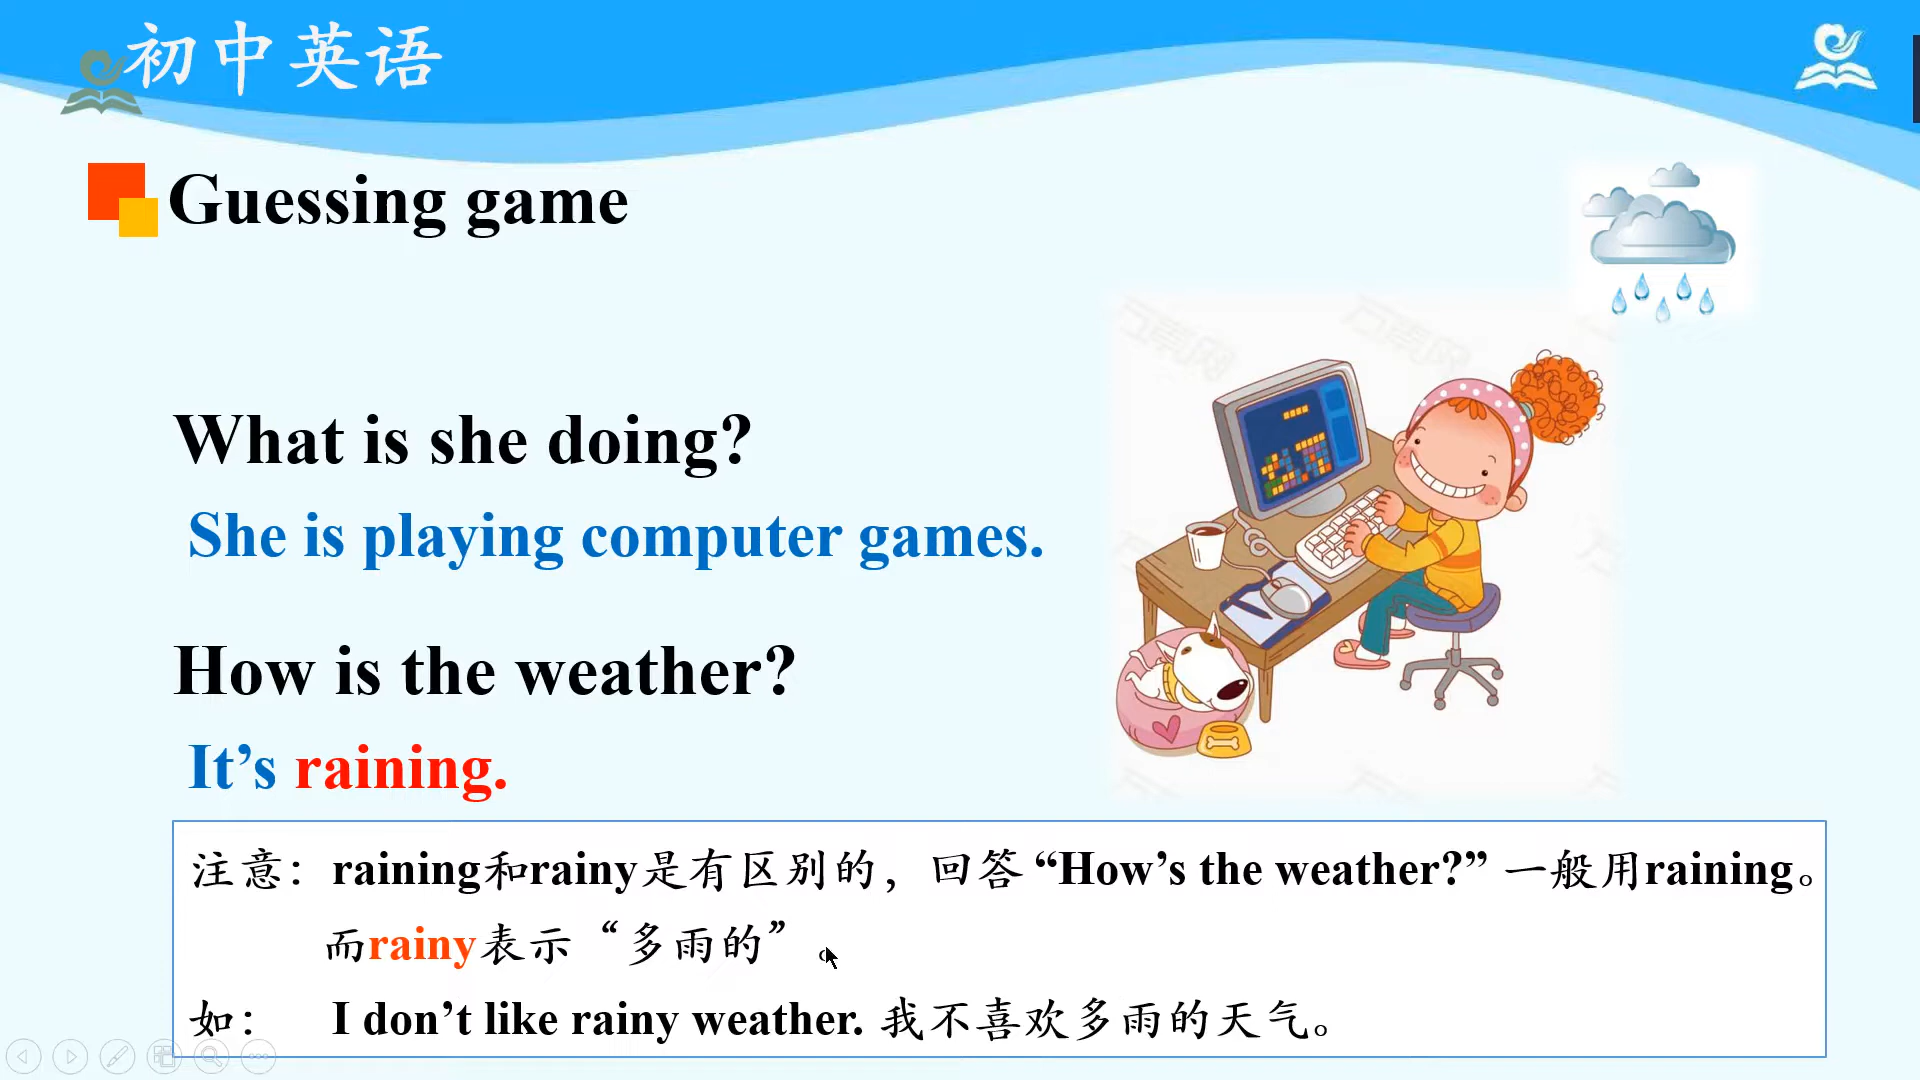 初中英语
Guessing game
What is she doing?
She is playing computer games.
How is the weather?
It’s raining.
注意：raining和rainy是有区别的，回答 “How’s the weather?” 一般用raining。
而rainy表示“多雨的”。
如： I don’t like rainy weather. 我不喜欢多雨的天气。